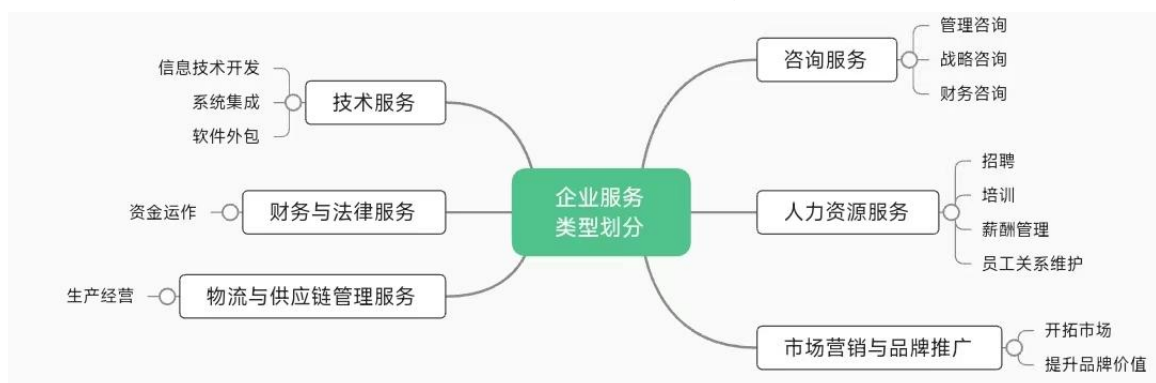 企业服务
类型划分
咨询服务
管理咨询
战略咨询
财务咨询
人力资源服务
招聘
培训
薪酬管理
员工关系维护
市场营销与品牌推广
开拓市场
提升品牌价值
技术服务
信息技术开发
系统集成
软件外包
财务与法律服务
资金运作
物流与供应链管理服务
生产经营